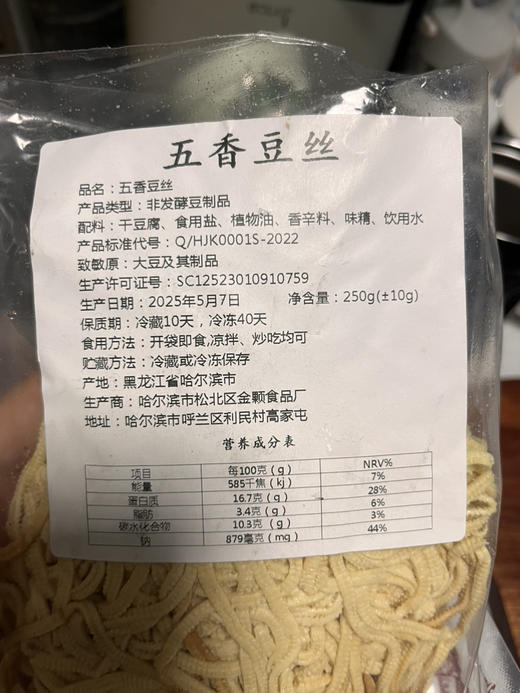 五香豆丝
品名：五香豆丝
产品类型：非发酵豆制品
配料：干豆腐、食用盐、植物油、香辛料、味精、饮用水
产品标准代号：Q/HJK0001S-2022
致敏原：大豆及其制品
生产许可证号：SC12523010910759
生产日期：2025年5月7日 净含量：250g(±10g)
保质期：冷藏10天，冷冻40天
食用方法：开袋即食,凉拌、炒吃均可
贮藏方法：冷藏或冷冻保存
产地：黑龙江省哈尔滨市
生产商：哈尔滨市松北区金颗食品厂
地址：哈尔滨市呼兰区利民村高家屯
营养成分表
项目 每100克（g） NRV%
能量 585千焦（kj） 7%
蛋白质 16.7克（g） 28%
脂肪 3.4克（g） 6%
碳水化合物 10.3克（g） 3%
钠 879毫克（mg） 44%